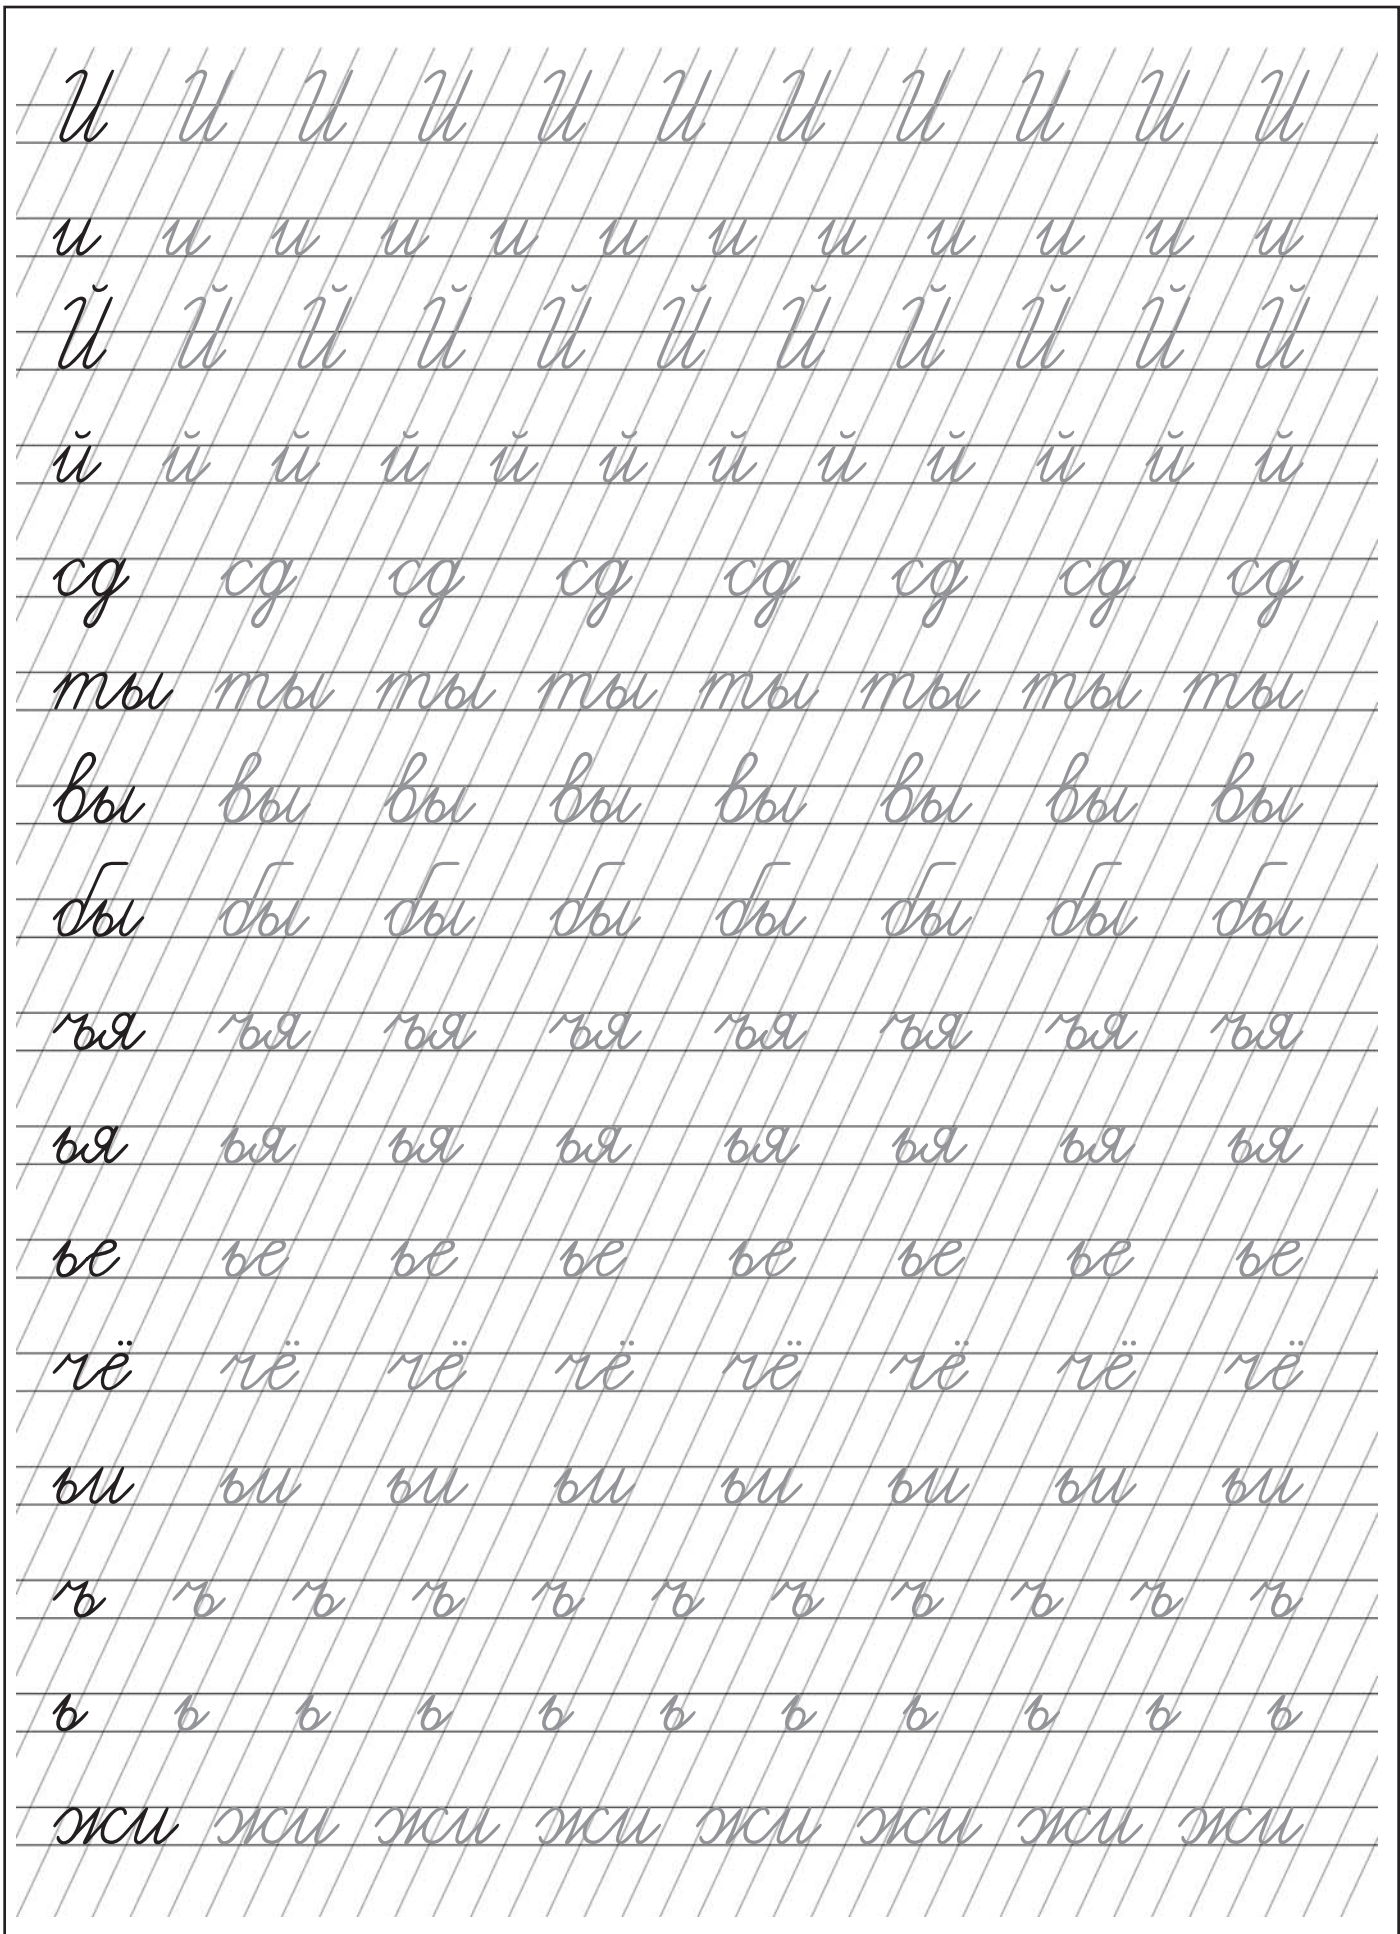 И И И И И И И И И И И
и и и и и и и и и и и и
Й Й Й Й Й Й Й Й Й Й Й
й й й й й й й й й й й й
сд сд сд сд сд сд сд сд
ты ты ты ты ты ты ты ты
вы вы вы вы вы вы вы вы
бы бы бы бы бы бы бы бы
ъя ъя ъя ъя ъя ъя ъя ъя
ья ья ья ья ья ья ья ья
ье ье ье ье ье ье ье ье
чё чё чё чё чё чё чё чё
ьи ьи ьи ьи ьи ьи ьи ьи
ъ ъ ъ ъ ъ ъ ъ ъ ъ ъ ъ
ь ь ь ь ь ь ь ь ь ь ь
жи жи жи жи жи жи жи жи